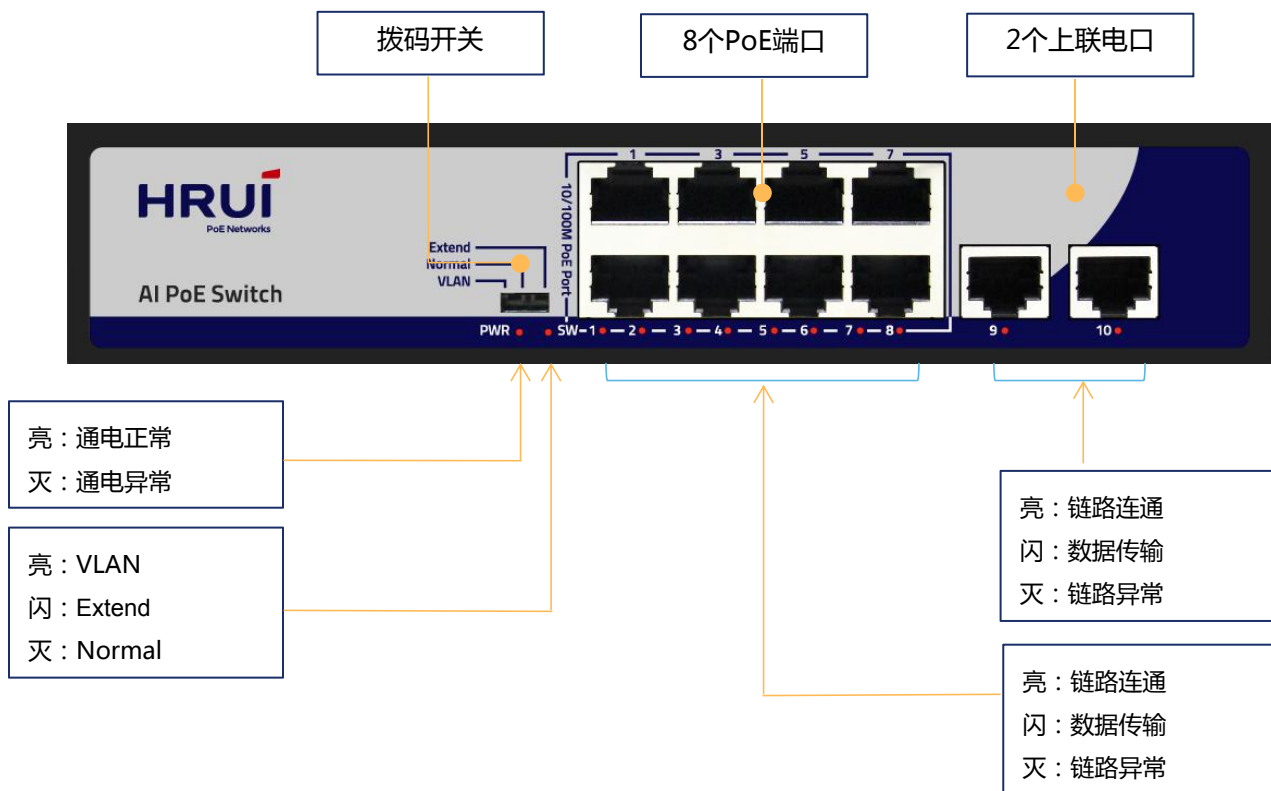 拨码开关
8个PoE端口
2个上联电口
1 3 5 7
HRUI
PoE Networks
10/100M PoE Port
Extend
Normal
VLAN
AI PoE Switch
PWR SW-1 2 3 4 5 6 7 8 9 10
亮：通电正常
灭：通电异常
亮：VLAN
闪：Extend
灭：Normal
亮：链路连通
闪：数据传输
灭：链路异常
亮：链路连通
闪：数据传输
灭：链路异常